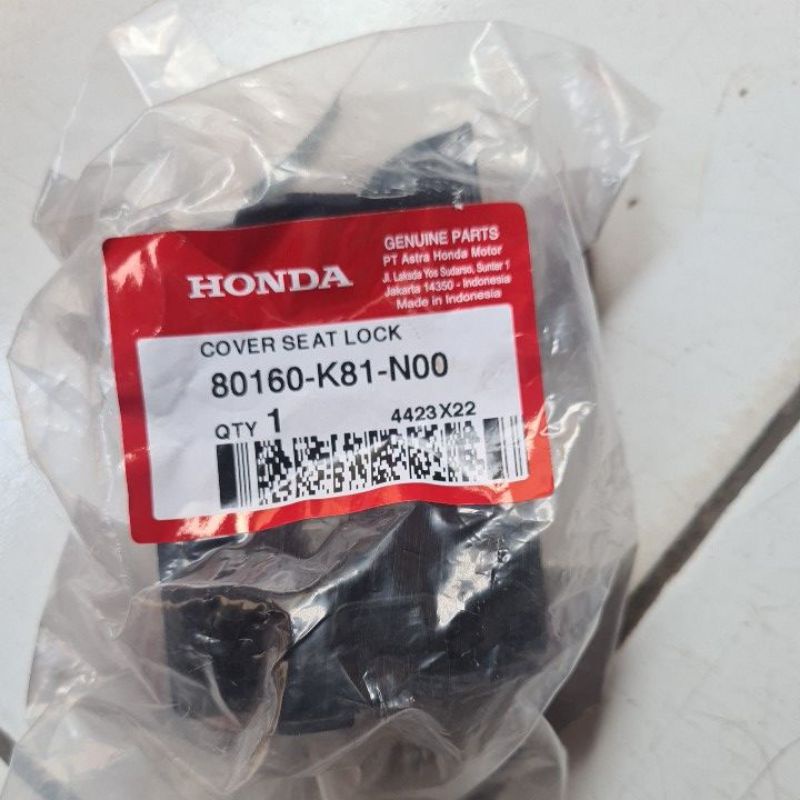 HONDA
GENUINE PARTS
PT Astra Honda Motor
Jl. Laksda Yos Sudarso, Sunter 1
Jakarta 14350 - Indonesia
Made in Indonesia
COVER SEAT LOCK
80160-K81-N00
QTY 1 4423X22